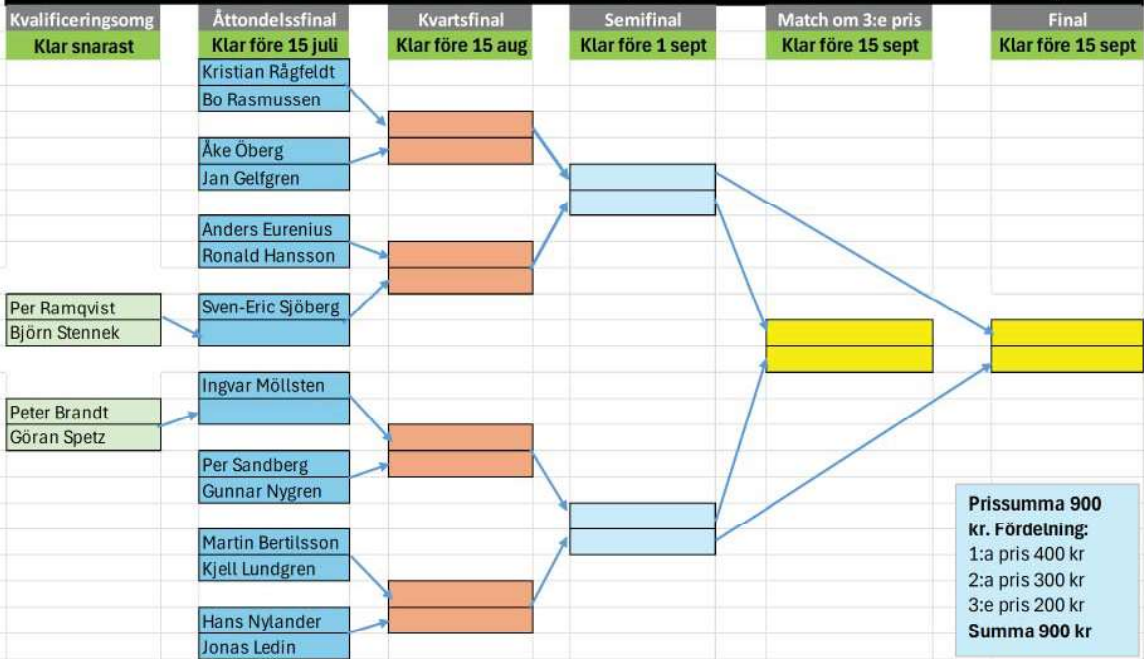 Kvalificeringsomg
Åttondelssfinal
Kvartsfinal
Semifinal
Match om 3:e pris
Final
Klar snarast
Klar före 15 juli
Klar före 15 aug
Klar före 1 sept
Klar före 15 sept
Klar före 15 sept
Kristian Rågfeldt
Bo Rasmussen
Åke Öberg
Jan Gelfgren
Anders Eurenius
Ronald Hansson
Per Ramqvist
Björn Stennek
Sven-Eric Sjöberg
Ingvar Möllsten
Peter Brandt
Göran Spetz
Per Sandberg
Gunnar Nygren
Martin Bertilsson
Kjell Lundgren
Hans Nylander
Jonas Ledin
Prissumma 900
kr. Fördelning:
1:a pris 400 kr
2:a pris 300 kr
3:e pris 200 kr
Summa 900 kr